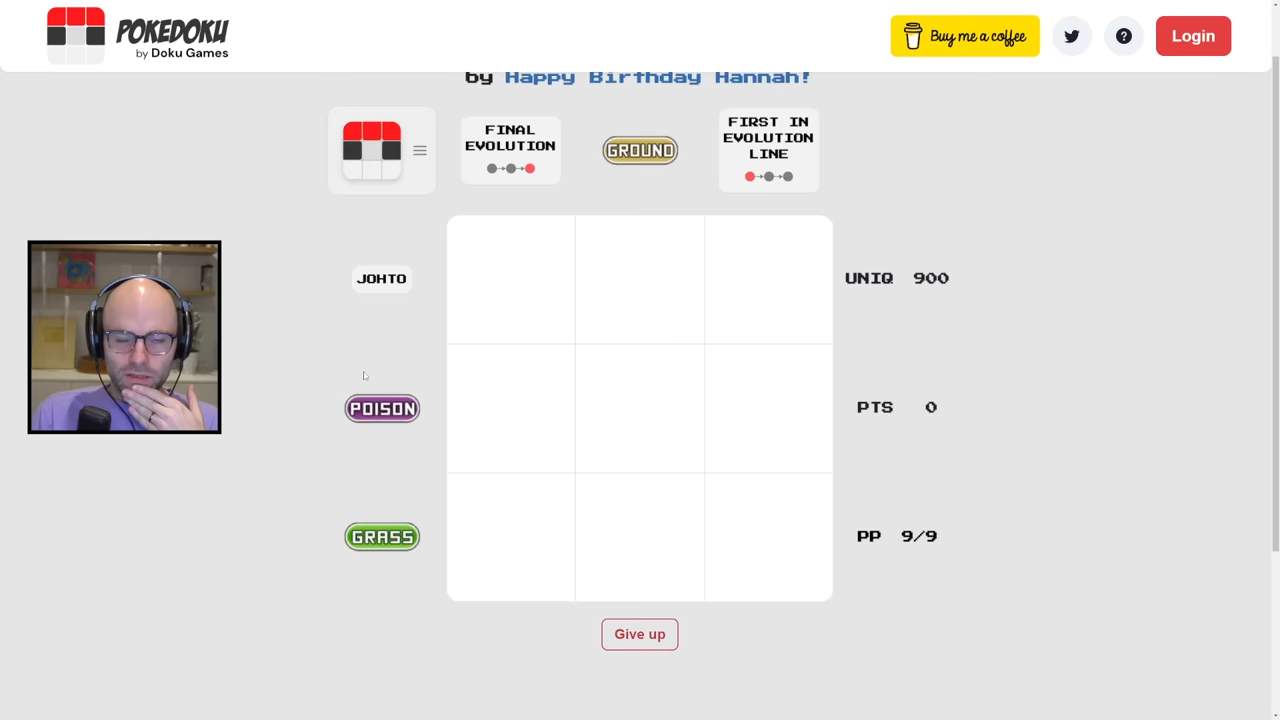 POKEDOKU
by Doku Games
Buy me a coffee
?
Login
by Happy Birthday Hannah!
FINAL
EVOLUTION
GROUND
FIRST IN
EVOLUTION
LINE
JOHTO
UNIQ 900
POISON
PTS 0
GRASS
PP 9/9
Give up